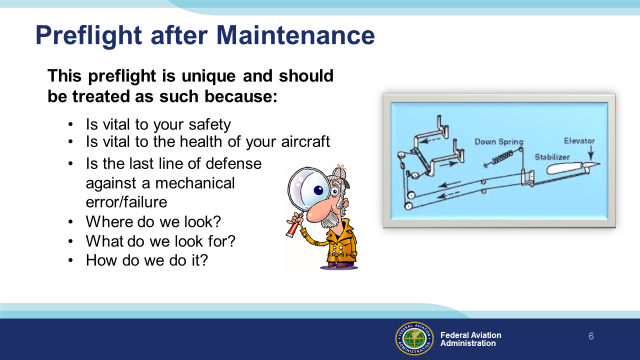 Preflight after Maintenance
This preflight is unique and should
be treated as such because:
• Is vital to your safety
• Is vital to the health of your aircraft
• Is the last line of defense
against a mechanical
error/failure
• Where do we look?
• What do we look for?
• How do we do it?
Down Spring
Elevator
Stabilizer
Federal Aviation
Administration
6